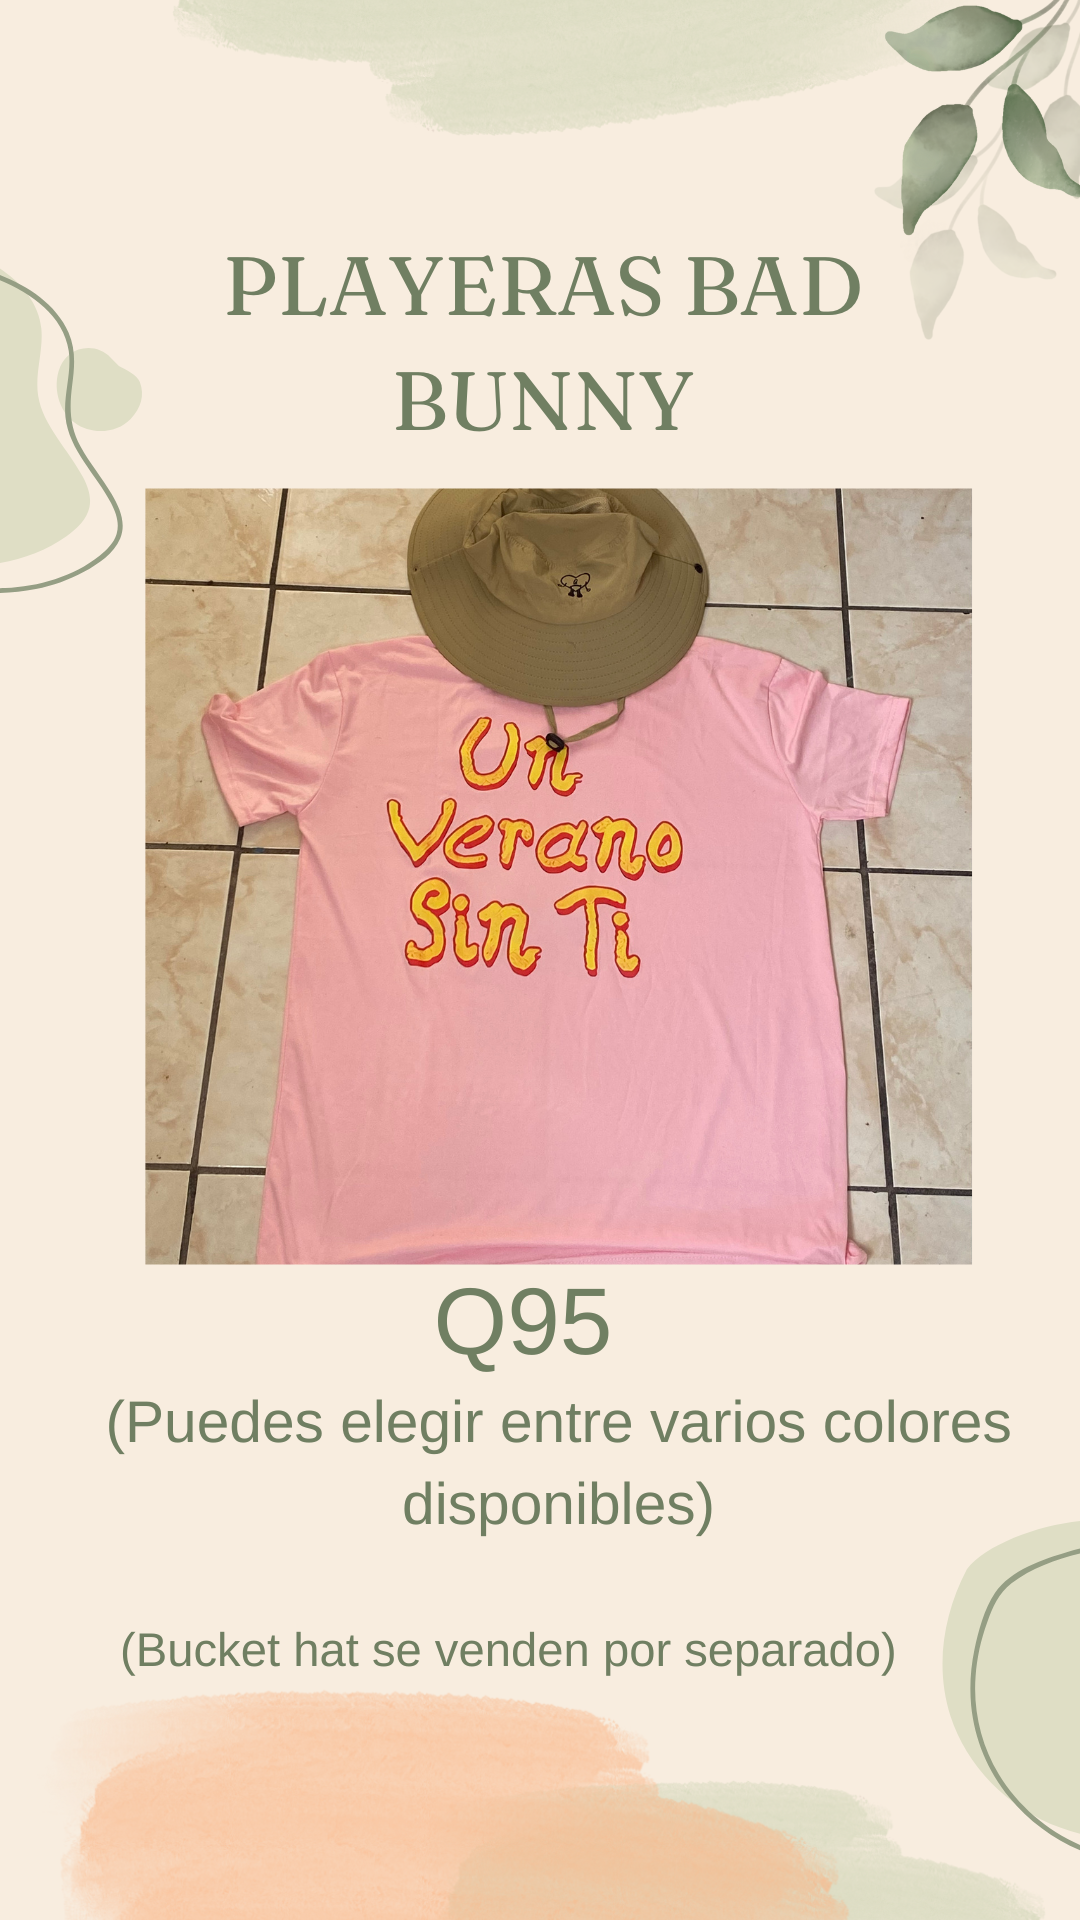 PLAYERAS BAD
BUNNY
Un
Verano
Sin Ti
Q95
(Puedes elegir entre varios colores
disponibles)
(Bucket hat se venden por separado)